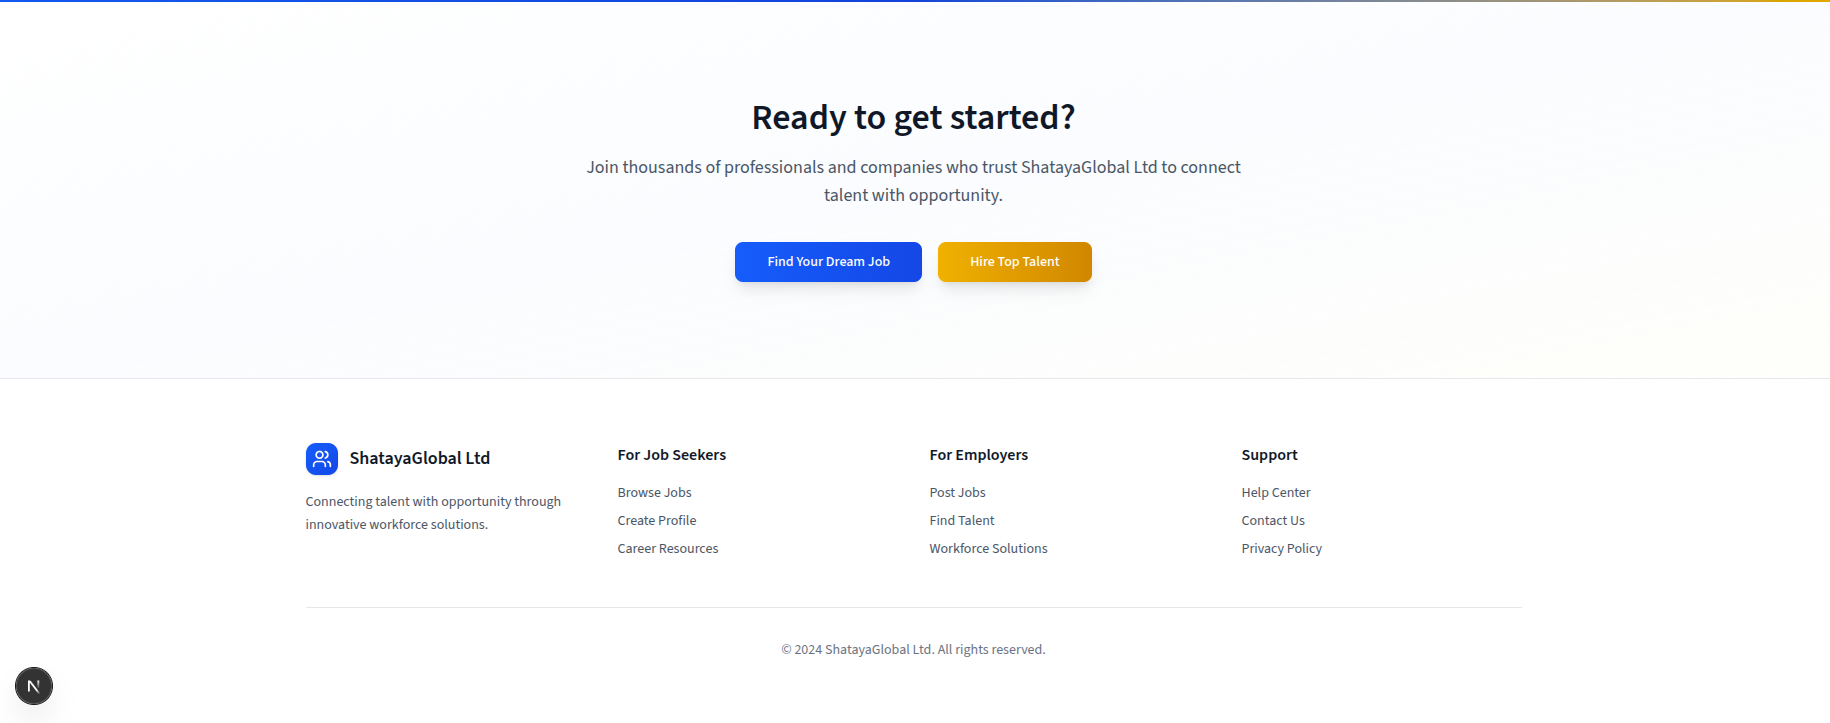 Ready to get started?
Join thousands of professionals and companies who trust ShatayaGlobal Ltd to connect
talent with opportunity.
Find Your Dream Job
Hire Top Talent
ShatayaGlobal Ltd
Connecting talent with opportunity through
innovative workforce solutions.
For Job Seekers
Browse Jobs
Create Profile
Career Resources
For Employers
Post Jobs
Find Talent
Workforce Solutions
Support
Help Center
Contact Us
Privacy Policy
© 2024 ShatayaGlobal Ltd. All rights reserved.
N